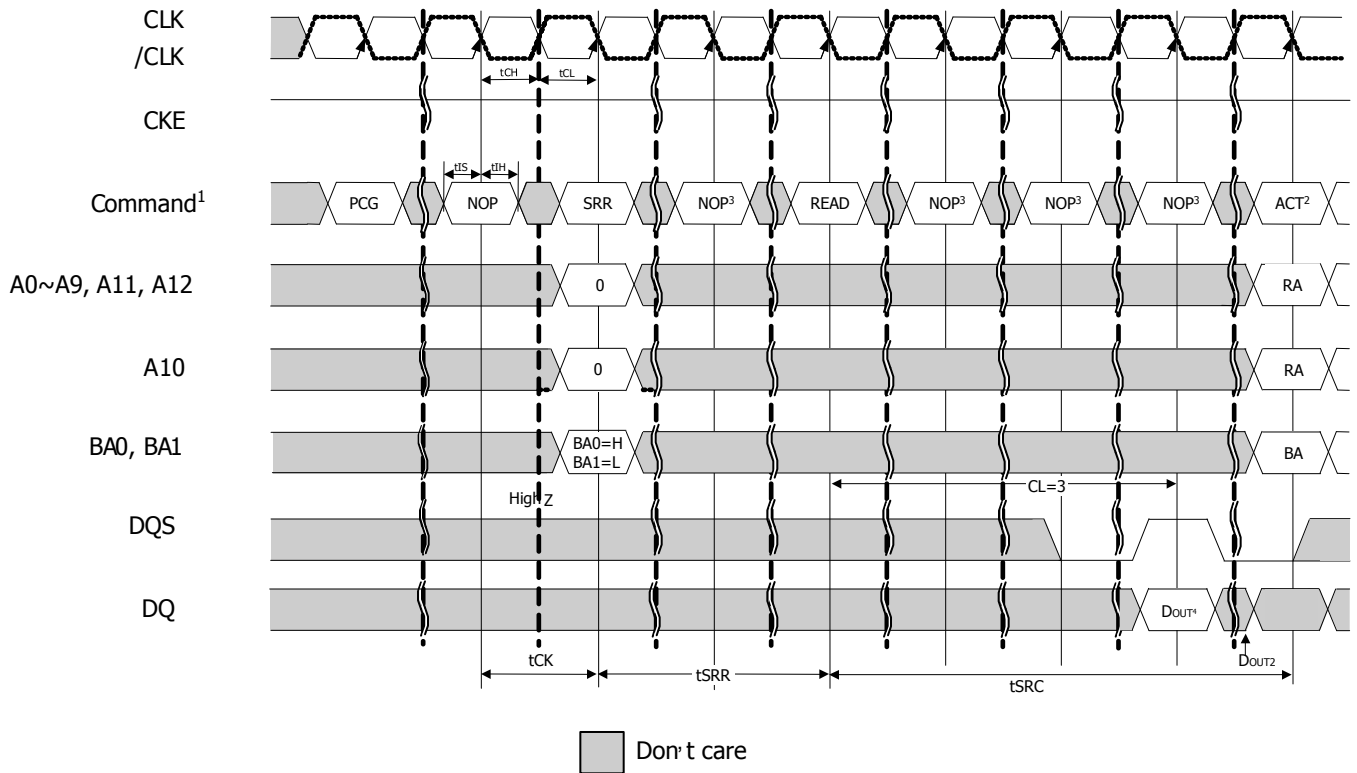 CLK
/CLK
tCH tCL
CKE
tIS tIH
Command1 PCG NOP SRR NOP3 READ NOP3 NOP3 NOP3 ACT2
A0~A9, A11, A12 0 RA
A10 0 RA
BA0, BA1 BA0=H BA1=L BA
High Z CL=3
DQS
DQ DOUT4
DOUT2
tCK tSRR tSRC
Don't care